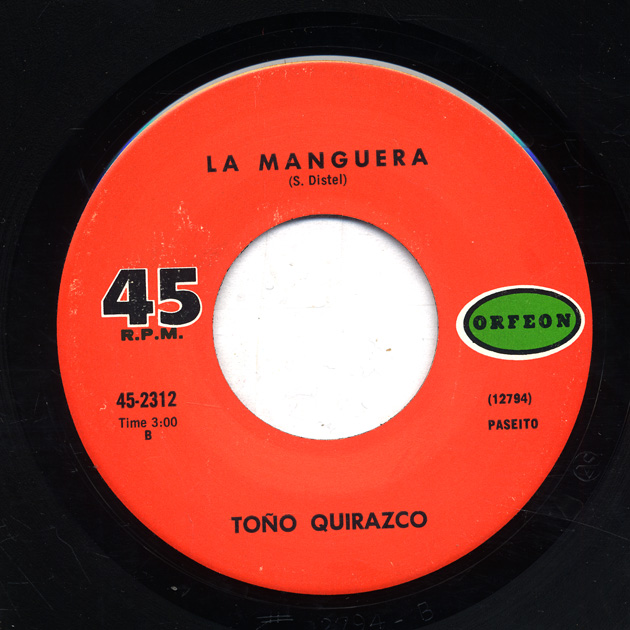 LA MANGUERA
(S. Distel)
45
R.P.M.
ORFEON
45-2312
Time 3:00
B
(12794)
PASEITO
TOÑO QUIRAZCO